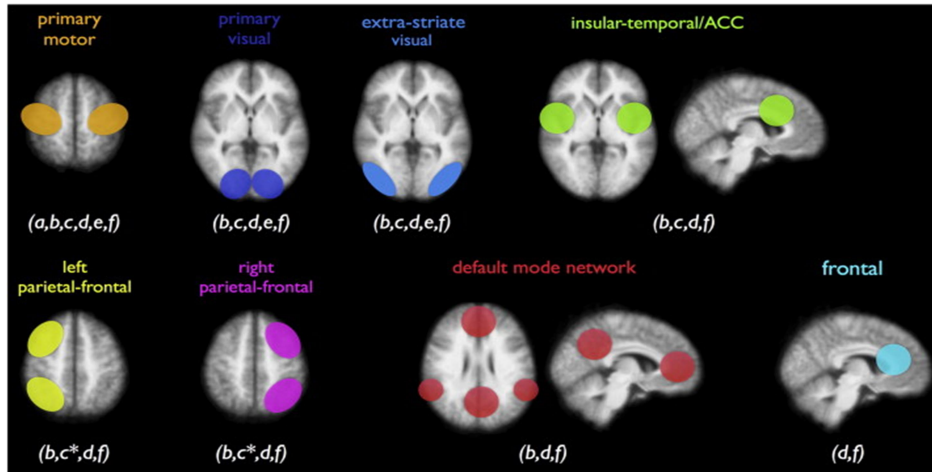 primary
motor
primary
visual
extra-striate
visual
insular-temporal/ACC
(a,b,c,d,e,f)
(b,c,d,e,f)
(b,c,d,e,f)
(b,c,d,f)
left
parietal-frontal
right
parietal-frontal
default mode network
frontal
(b,c*,d,f)
(b,c*,d,f)
(b,d,f)
(d,f)